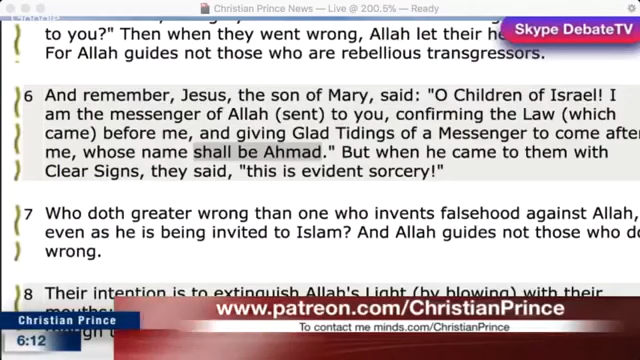 Christian Prince News — Live @ 200.5% — Ready
Google
Skype DebateTV
to you?" Then when they went wrong, Allah let their
For Allah guides not those who are rebellious transgressors.
6 And remember, Jesus, the son of Mary, said: "O Children of Israel! I
am the messenger of Allah (sent) to you, confirming the Law (which
came) before me, and giving Glad Tidings of a Messenger to come after
me, whose name shall be Ahmad." But when he came to them with
Clear Signs, they said, "this is evident sorcery!"
7 Who doth greater wrong than one who invents falsehood against Allah,
even as he is being invited to Islam? And Allah guides not those who do
wrong.
8 Their intention is to extinguish Allah's Light (by blowing) with their
www.patreon.com/ChristianPrince
Christian Prince
To contact me minds.com/ChristianPrince
6:12